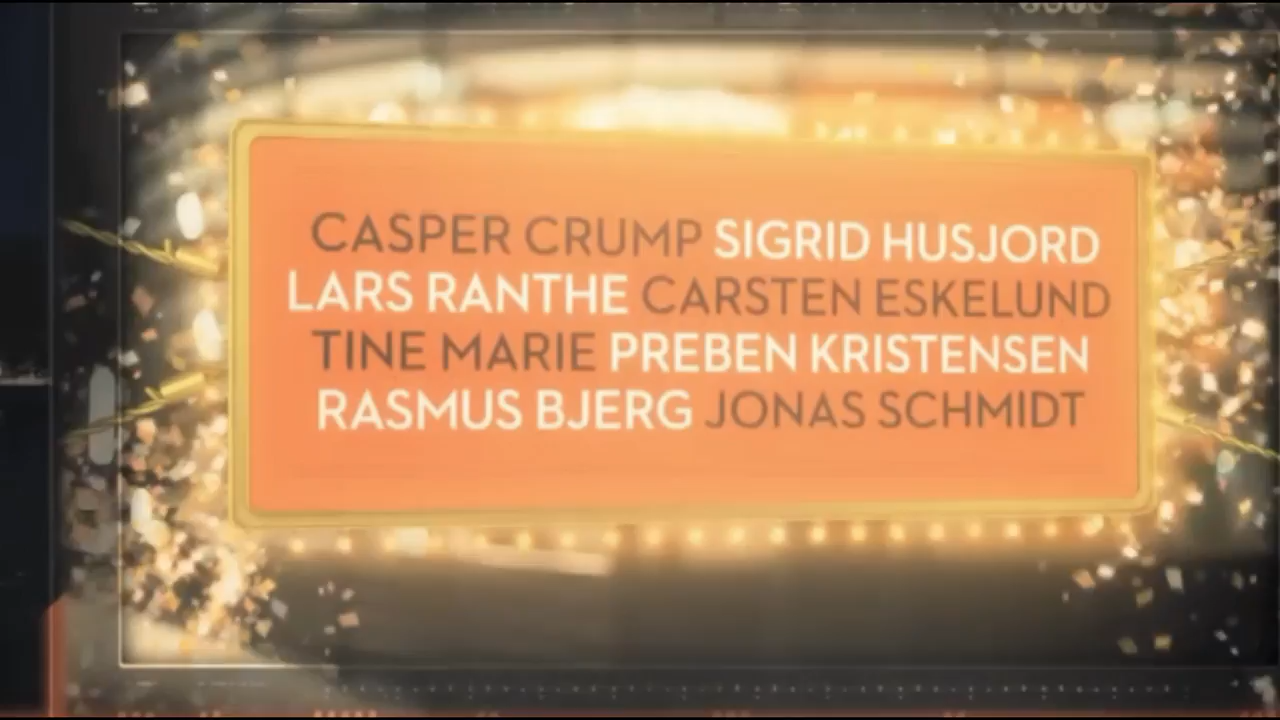 CASPER CRUMP SIGRID HUSJORD
LARS RANTHE CARSTEN ESKELUND
TINE MARIE PREBEN KRISTENSEN
RASMUS BJERG JONAS SCHMIDT